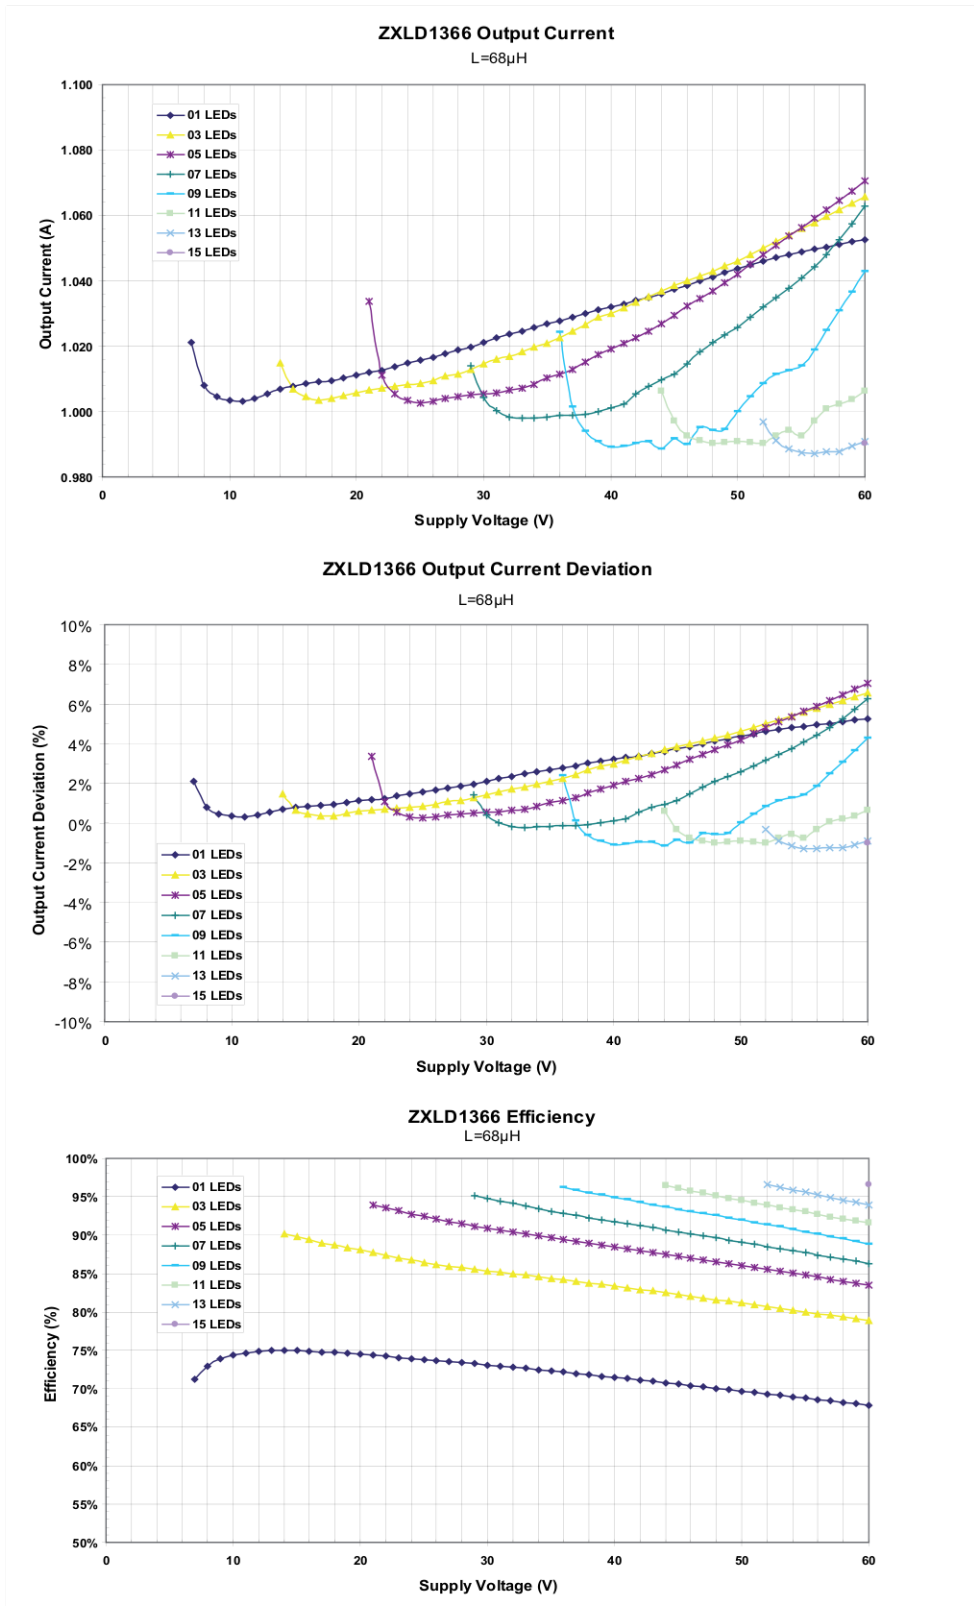 ZXLD1366 Output Current
L=68µH
1.100
1.080
1.060
1.040
1.020
1.000
0.980
Output Current (A)
01 LEDs
03 LEDs
05 LEDs
07 LEDs
09 LEDs
11 LEDs
13 LEDs
15 LEDs
0 10 20 30 40 50 60
Supply Voltage (V)
ZXLD1366 Output Current Deviation
L=68µH
10%
8%
6%
4%
2%
0%
-2%
-4%
-6%
-8%
-10%
Output Current Deviation (%)
01 LEDs
03 LEDs
05 LEDs
07 LEDs
09 LEDs
11 LEDs
13 LEDs
15 LEDs
0 10 20 30 40 50 60
Supply Voltage (V)
ZXLD1366 Efficiency
L=68µH
100%
95%
90%
85%
80%
75%
70%
65%
60%
55%
50%
Efficiency (%)
01 LEDs
03 LEDs
05 LEDs
07 LEDs
09 LEDs
11 LEDs
13 LEDs
15 LEDs
0 10 20 30 40 50 60
Supply Voltage (V)